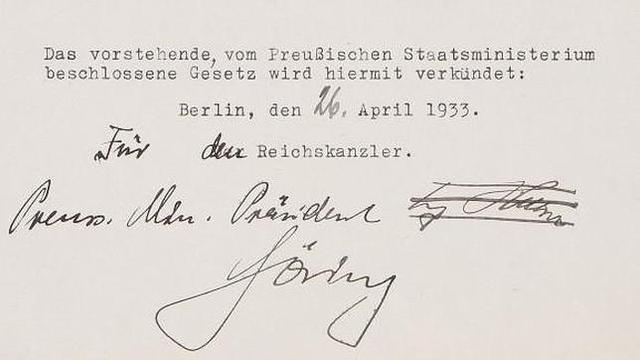 Das vorstehende, vom Preußischen Staatsministerium
beschlossene Gesetz wird hiermit verkündet:
Berlin, den 26. April 1933.
Für den Reichskanzler.
Preuss. Min. Präsident
Göring